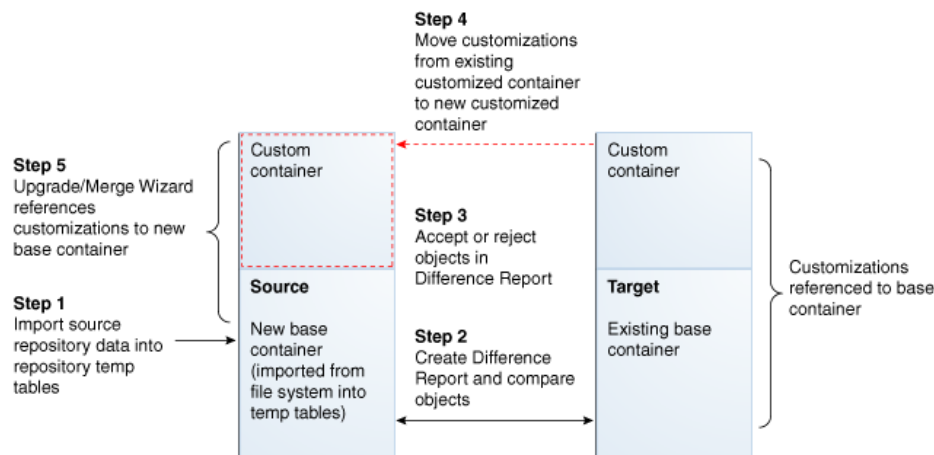 Step 4
Move customizations
from existing
customized container
to new customized
container
Step 5
Upgrade/Merge Wizard
references
customizations to new
base container
Custom
container
Custom
container
Step 3
Accept or reject
objects in
Difference Report
Customizations
referenced to base
container
Step 1
Import source
repository data into
repository temp
tables
Source
New base
container
(imported from
file system into
temp tables)
Step 2
Create Difference
Report and compare
objects
Target
Existing base
container